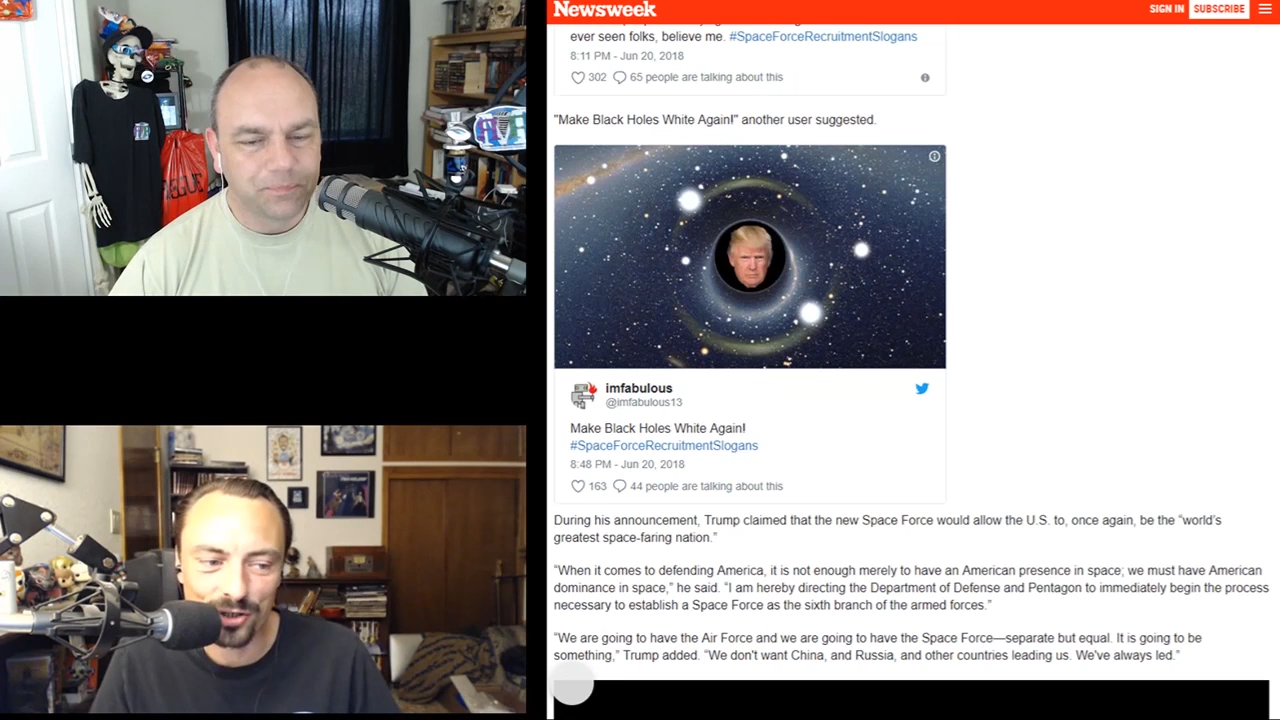 Newsweek
SIGN IN
SUBSCRIBE
ever seen folks, believe me. #SpaceForceRecruitmentSlogans
8:11 PM - Jun 20, 2018
302 65 people are talking about this
"Make Black Holes White Again!" another user suggested.
imfabulous
@imfabulous13
Make Black Holes White Again!
#SpaceForceRecruitmentSlogans
8:48 PM - Jun 20, 2018
163 44 people are talking about this
During his announcement, Trump claimed that the new Space Force would allow the U.S. to, once again, be the “world’s
greatest space-faring nation.”
“When it comes to defending America, it is not enough merely to have an American presence in space; we must have American
dominance in space,” he said. “I am hereby directing the Department of Defense and Pentagon to immediately begin the process
necessary to establish a Space Force as the sixth branch of the armed forces.”
“We are going to have the Air Force and we are going to have the Space Force—separate but equal. It is going to be
something,” Trump added. “We don't want China, and Russia, and other countries leading us. We've always led.”